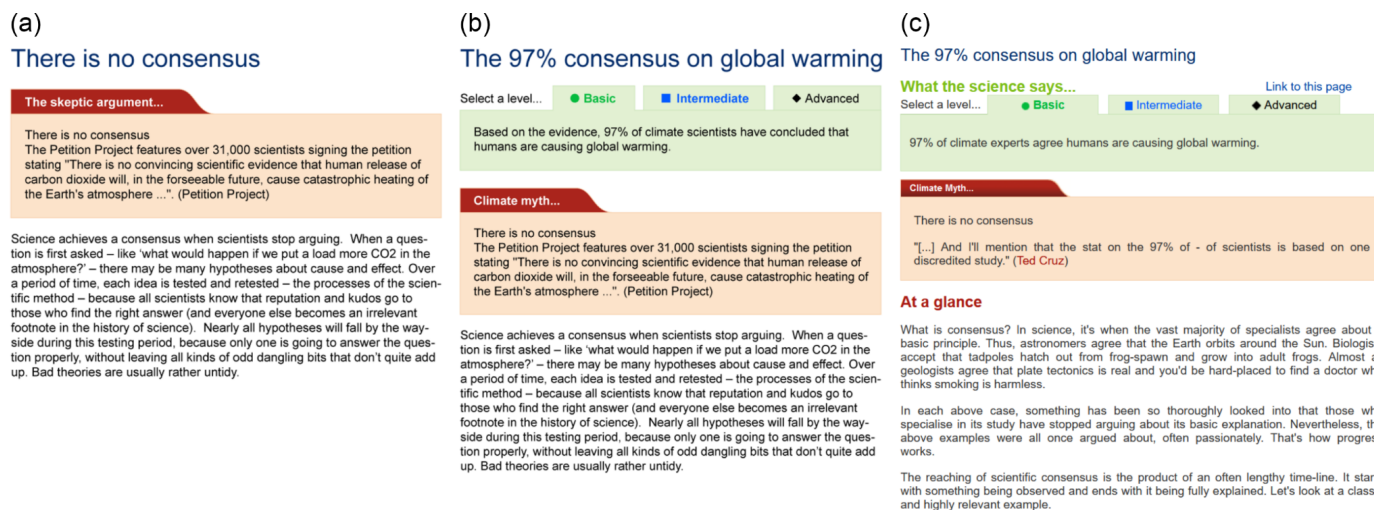 (a)
There is no consensus
The skeptic argument...
There is no consensus
The Petition Project features over 31,000 scientists signing the petition
stating "There is no convincing scientific evidence that human release of
carbon dioxide will, in the forseeable future, cause catastrophic heating of
the Earth's atmosphere ...". (Petition Project)
Science achieves a consensus when scientists stop arguing. When a ques-
tion is first asked – like 'what would happen if we put a load more CO2 in the
atmosphere?' – there may be many hypotheses about cause and effect. Over
a period of time, each idea is tested and retested – the processes of the scien-
tific method – because all scientists know that reputation and kudos go to
those who find the right answer (and everyone else becomes an irrelevant
footnote in the history of science). Nearly all hypotheses will fall by the way-
side during this testing period, because only one is going to answer the ques-
tion properly, without leaving all kinds of odd dangling bits that don't quite add
up. Bad theories are usually rather untidy.
(b)
The 97% consensus on global warming
Select a level... Basic Intermediate Advanced
Based on the evidence, 97% of climate scientists have concluded that
humans are causing global warming.
Climate myth...
There is no consensus
The Petition Project features over 31,000 scientists signing the petition
stating "There is no convincing scientific evidence that human release of
carbon dioxide will, in the forseeable future, cause catastrophic heating of
the Earth's atmosphere ...". (Petition Project)
Science achieves a consensus when scientists stop arguing. When a ques-
tion is first asked – like 'what would happen if we put a load more CO2 in the
atmosphere?' – there may be many hypotheses about cause and effect. Over
a period of time, each idea is tested and retested – the processes of the scien-
tific method – because all scientists know that reputation and kudos go to
those who find the right answer (and everyone else becomes an irrelevant
footnote in the history of science). Nearly all hypotheses will fall by the way-
side during this testing period, because only one is going to answer the ques-
tion properly, without leaving all kinds of odd dangling bits that don't quite add
up. Bad theories are usually rather untidy.
(c)
The 97% consensus on global warming
What the science says... Link to this page
Select a level... Basic Intermediate Advanced
97% of climate experts agree humans are causing global warming.
Climate Myth...
There is no consensus
"[...] And I'll mention that the stat on the 97% of - of scientists is based on one
discredited study." (Ted Cruz)
At a glance
What is consensus? In science, it's when the vast majority of specialists agree about
basic principle. Thus, astronomers agree that the Earth orbits around the Sun. Biologis
accept that tadpoles hatch out from frog-spawn and grow into adult frogs. Almost a
geologists agree that plate tectonics is real and you'd be hard-placed to find a doctor wh
thinks smoking is harmless.
In each above case, something has been so thoroughly looked into that those wh
specialise in its study have stopped arguing about its basic explanation. Nevertheless, th
above examples were all once argued about, often passionately. That's how progres
works.
The reaching of scientific consensus is the product of an often lengthy time-line. It star
with something being observed and ends with it being fully explained. Let's look at a class
and highly relevant example.